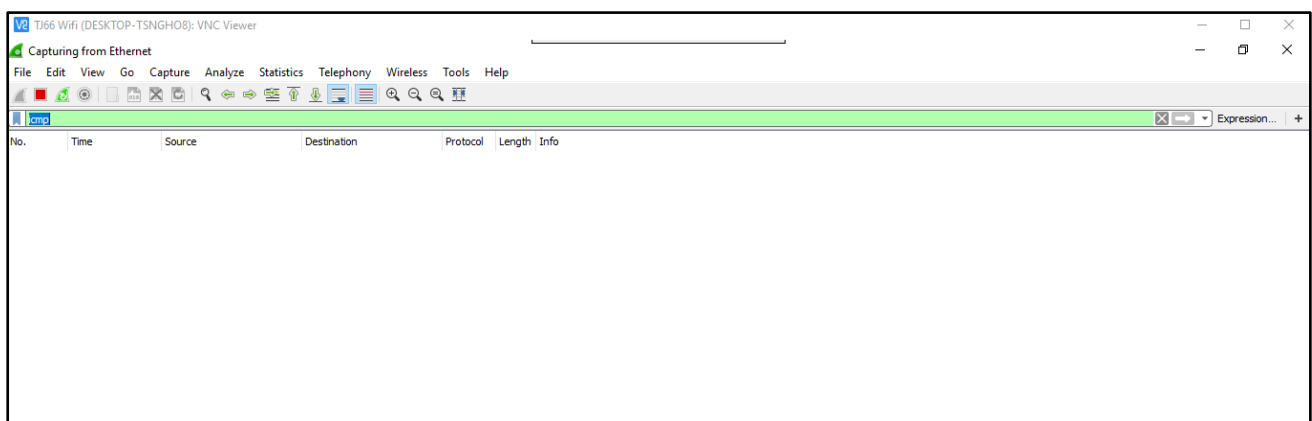 TJ66 Wifi (DESKTOP-TSNGHO8): VNC Viewer
Capturing from Ethernet
File Edit View Go Capture Analyze Statistics Telephony Wireless Tools Help
icmp Expression... +
No. Time Source Destination Protocol Length Info